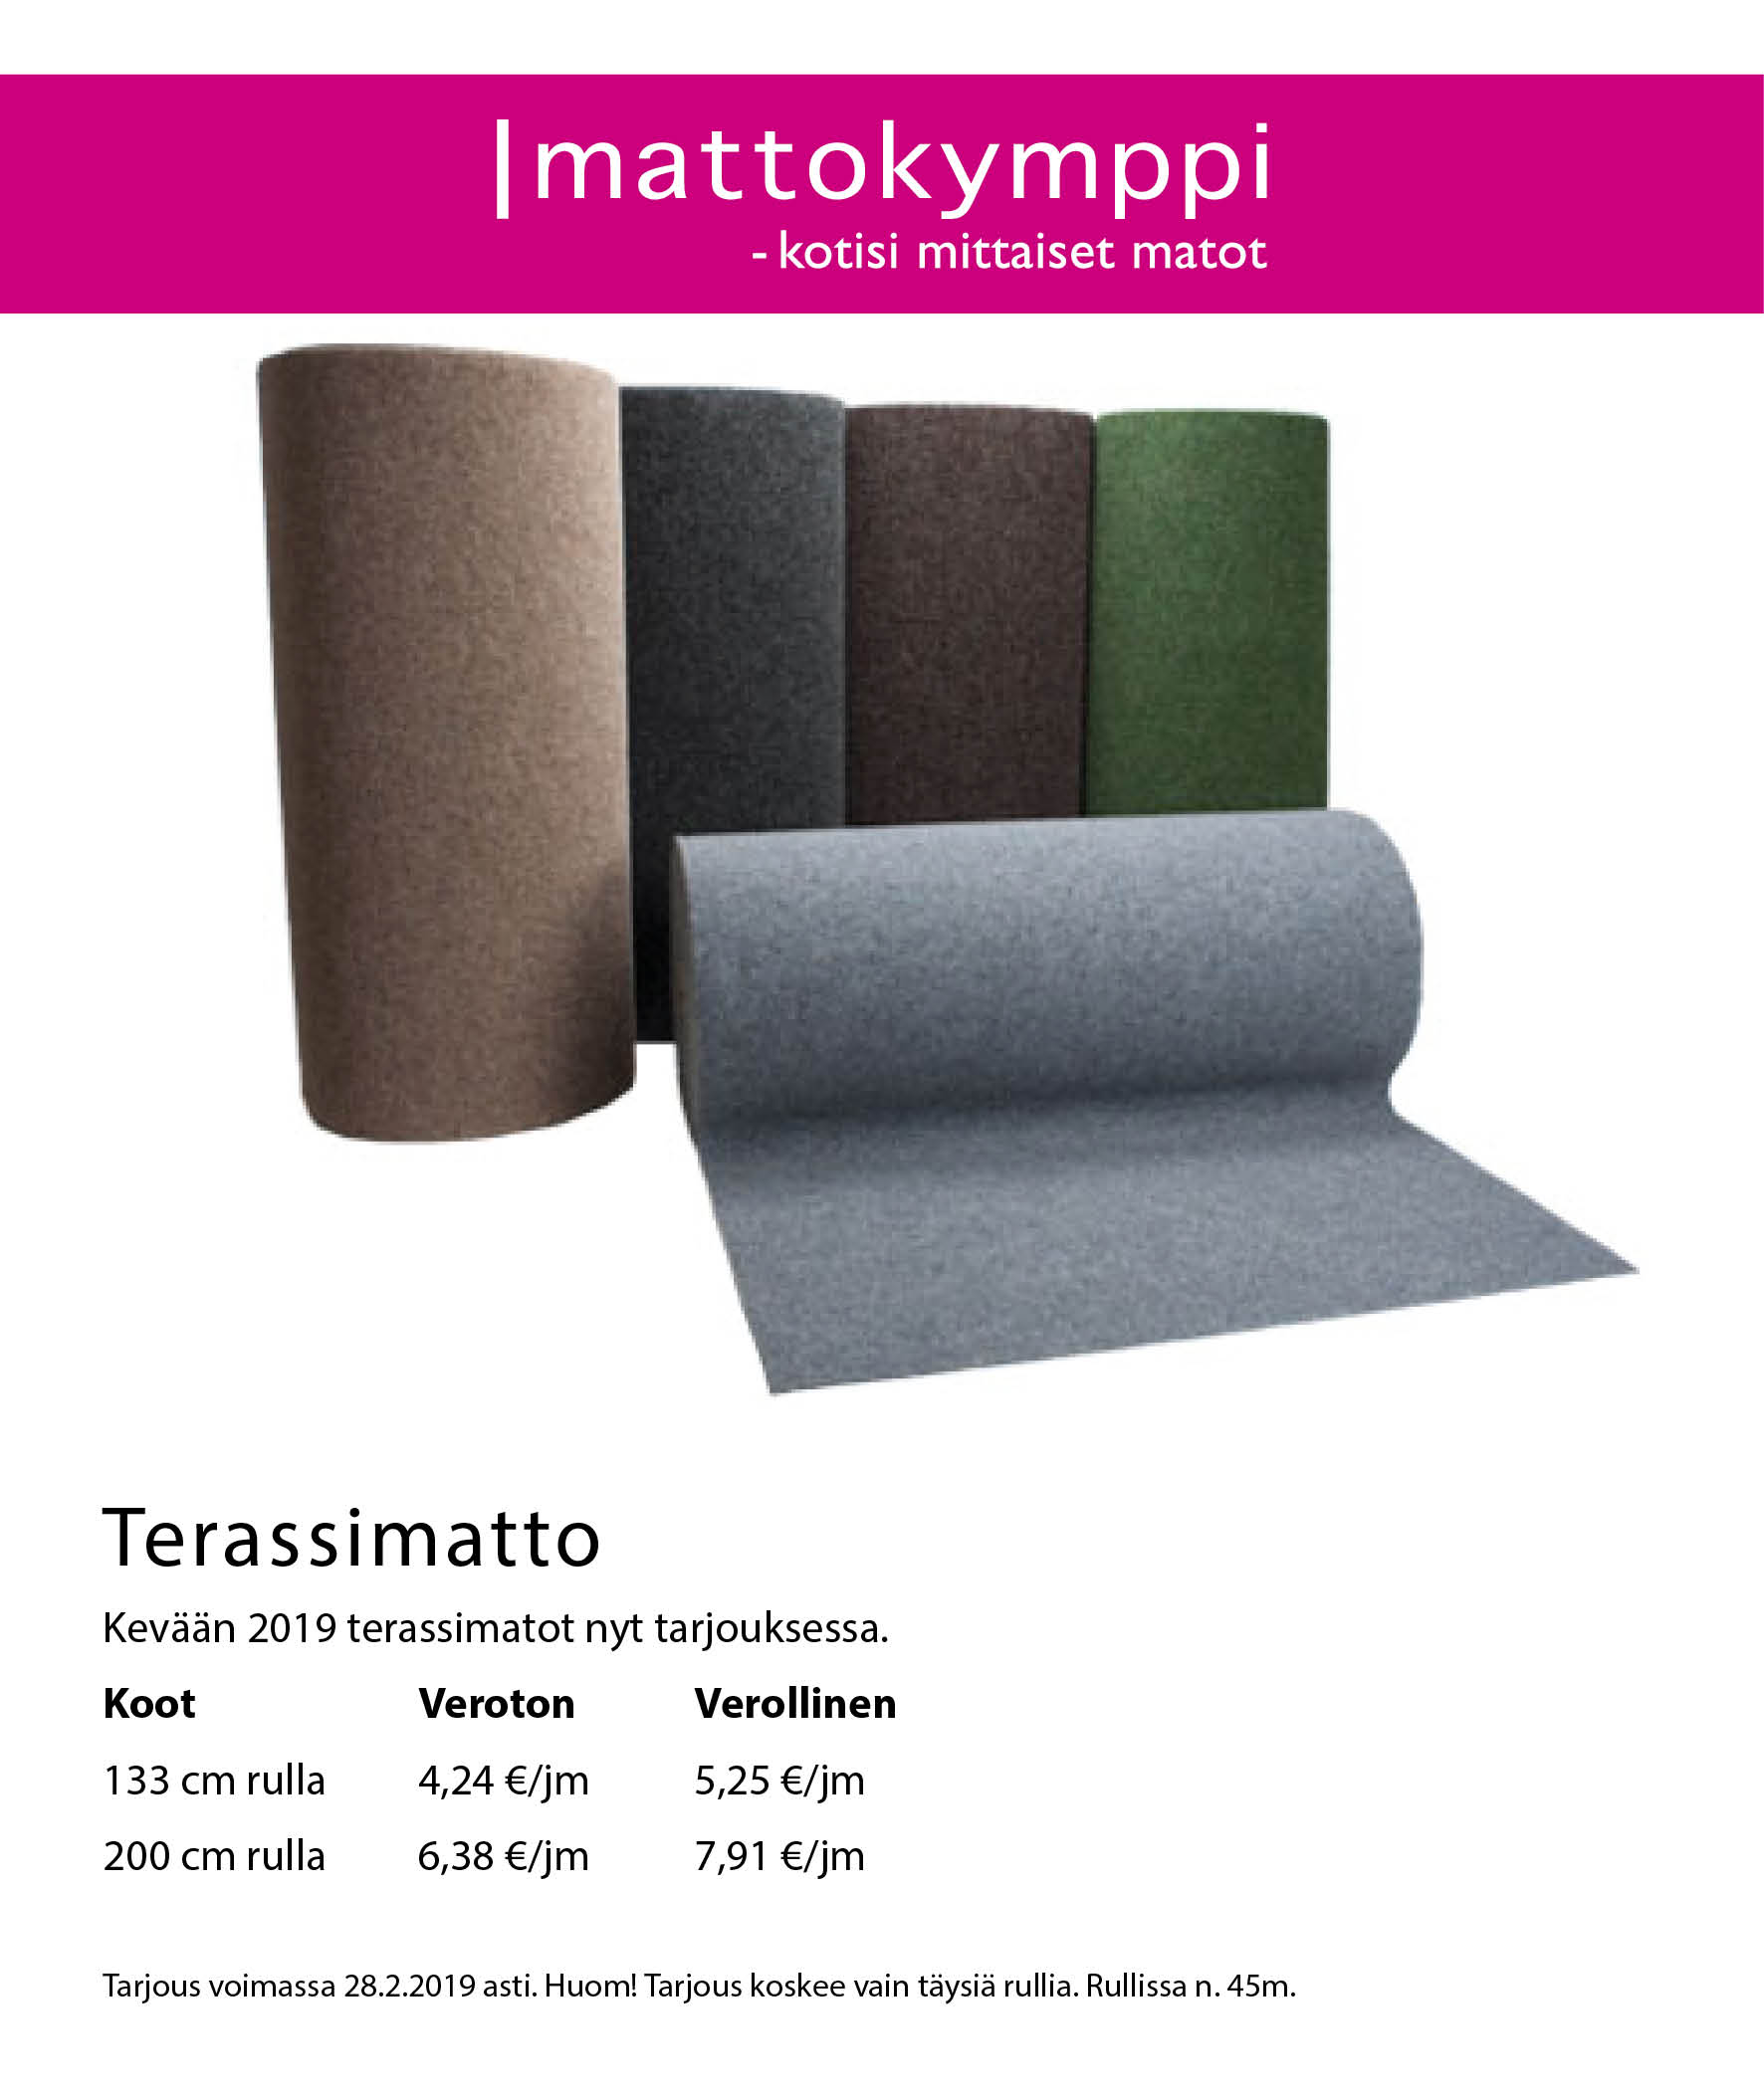 |mattokymppi
- kotisi mittaiset matot
Terassimatto
Kevään 2019 terassimatot nyt tarjouksessa.
Koot Veroton Verollinen
133 cm rulla 4,24 €/jm 5,25 €/jm
200 cm rulla 6,38 €/jm 7,91 €/jm
Tarjous voimassa 28.2.2019 asti. Huom! Tarjous koskee vain täysiä rullia. Rullissa n. 45m.